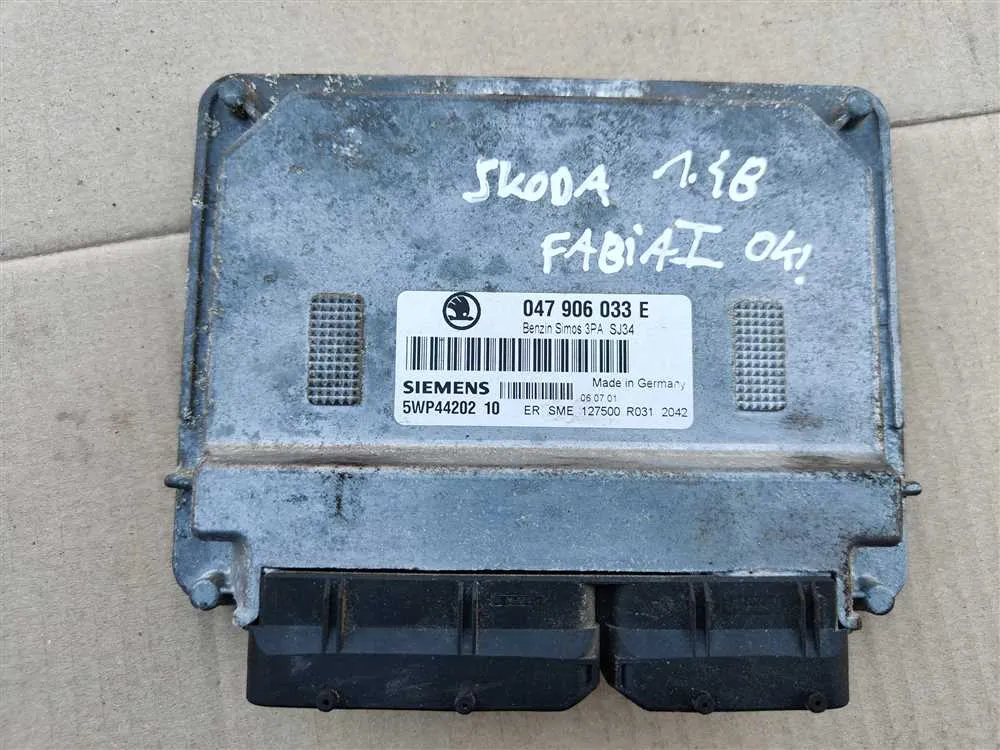 SKODA 1.4B
FABiA I 04!
047 906 033 E
Benzin Simos 3PA SJ34
SIEMENS
Made in Germany
06 07 01
5WP44202 10
ER SME 127500 R031 2042